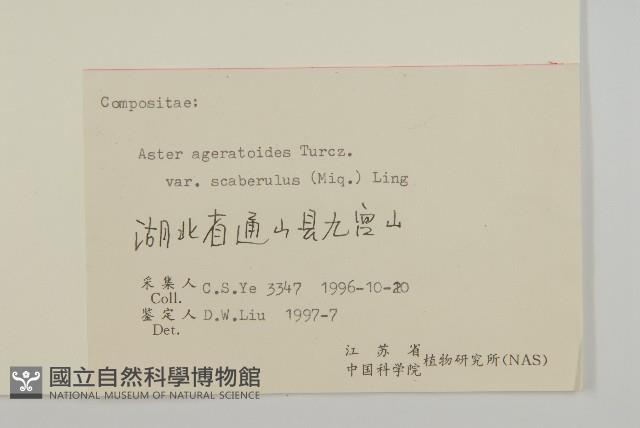 Compositae:
Aster ageratoides Turcz.
var. scaberulus (Miq.) Ling
湖北省通山县九宫山
采集人 C.S.Ye 3347 1996-10-20
Coll.
鉴定人 D.W.Liu 1997-7
Det.
江苏省
中国科学院 植物研究所(NAS)
國立自然科學博物館
NATIONAL MUSEUM OF NATURAL SCIENCE